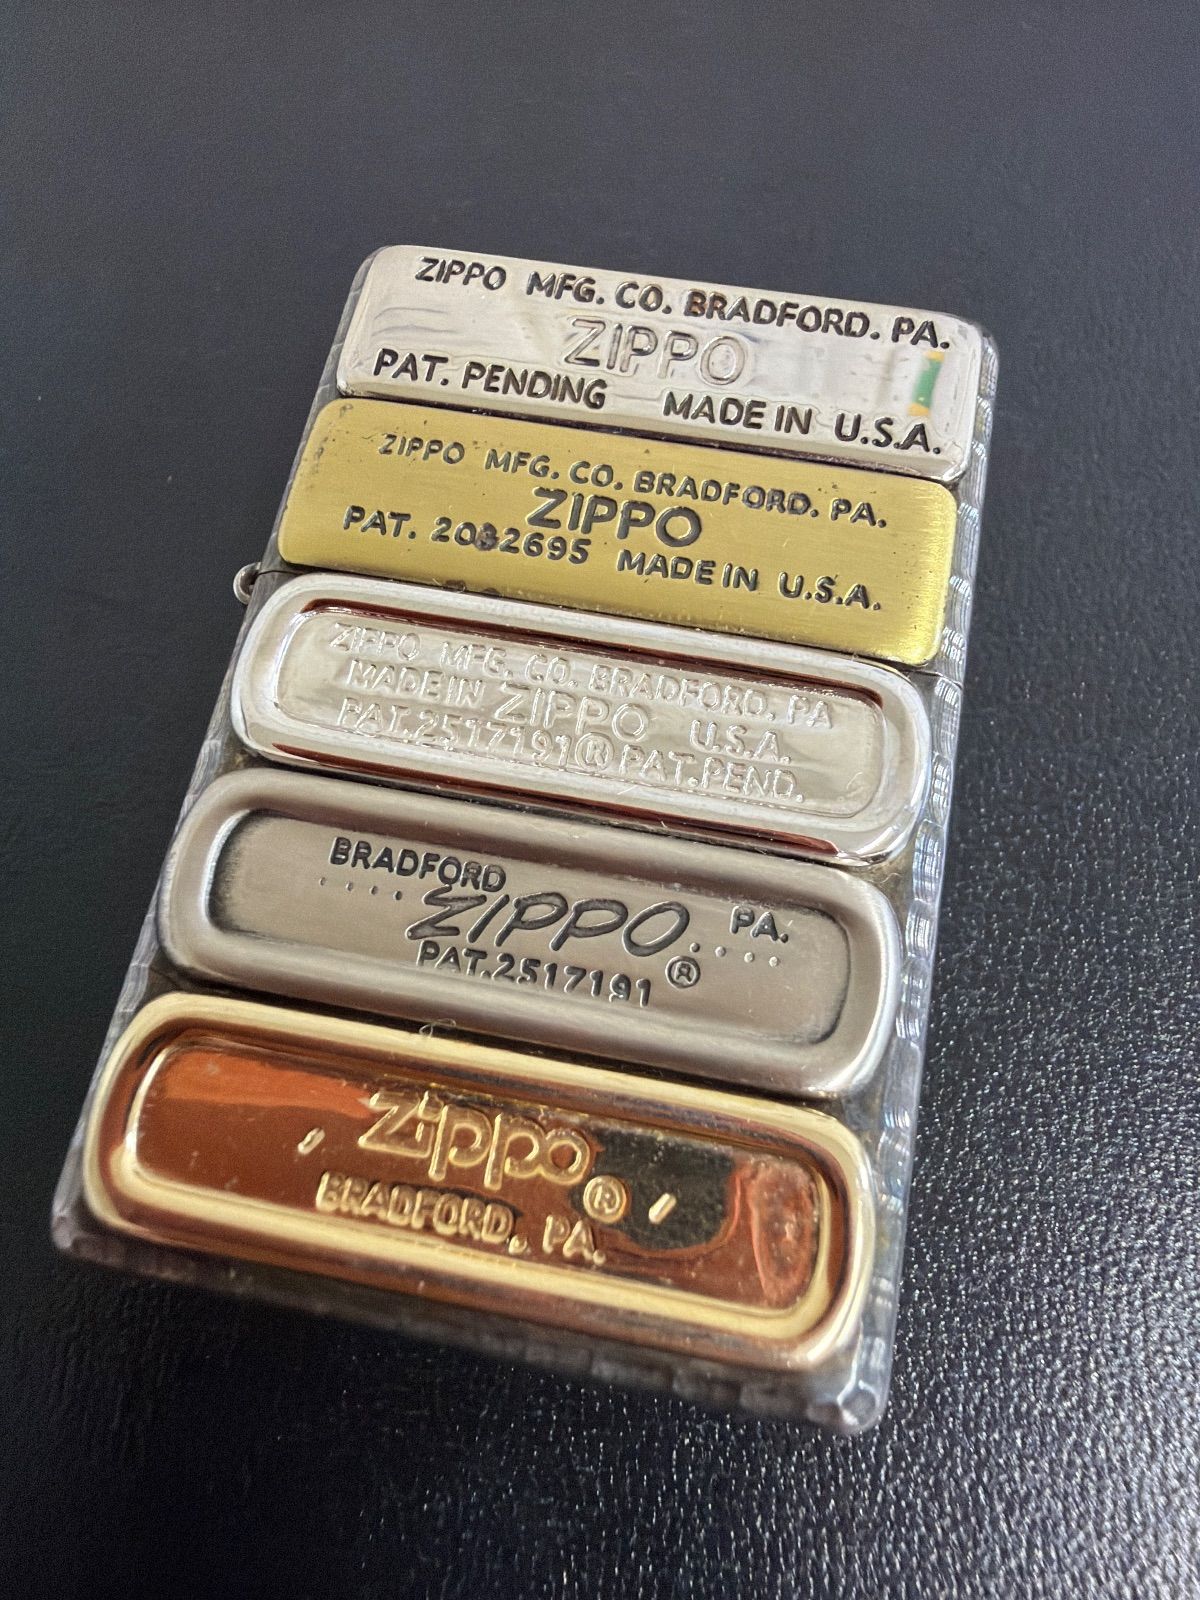 ZIPPO MFG. CO. BRADFORD. PA.
ZIPPO
PAT. PENDING MADE IN U.S.A.
ZIPPO MFG. CO. BRADFORD. PA.
ZIPPO
PAT. 2032695 MADE IN U.S.A.
ZIPPO MFG. CO. BRADFORD. PA
MADE IN ZIPPO U.S.A.
PAT.2517191® PAT.PEND.
BRADFORD
....ZIPPO.... PA.
PAT.2517191 ®
Zippo ®
BRADFORD, PA.